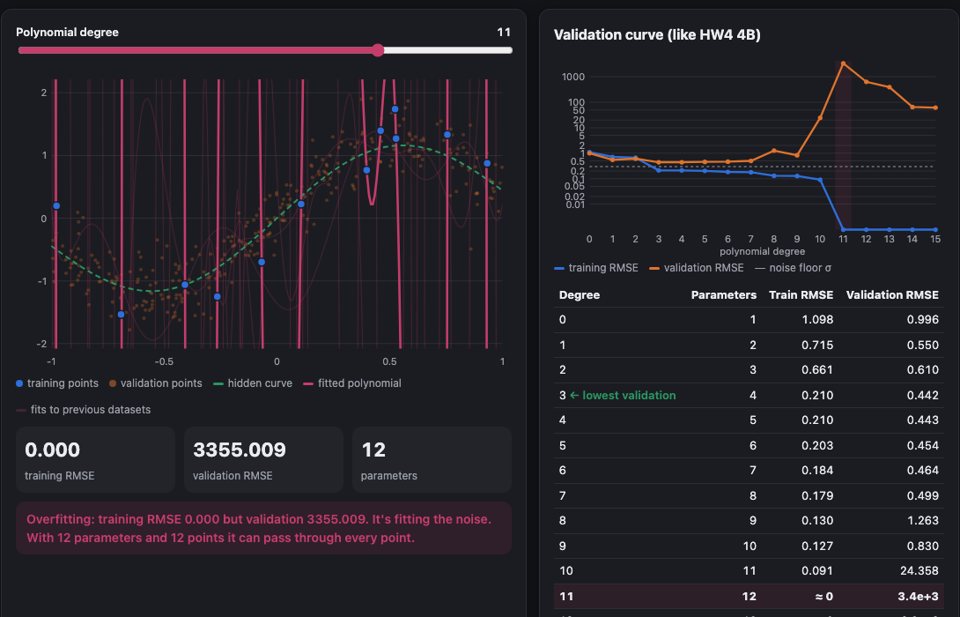 Polynomial degree 11
2
1
0
-1
-2
-1 -0.5 0 0.5 1
training points validation points hidden curve fitted polynomial
fits to previous datasets
0.000
training RMSE
3355.009
validation RMSE
12
parameters
Overfitting: training RMSE 0.000 but validation 3355.009. It's fitting the noise.
With 12 parameters and 12 points it can pass through every point.
Validation curve (like HW4 4B)
1000
100
50
20
10
5
2
1
0.5
0.2
0.1
0.05
0.02
0.01
0 1 2 3 4 5 6 7 8 9 10 11 12 13 14 15
polynomial degree
training RMSE validation RMSE noise floor σ
Degree Parameters Train RMSE Validation RMSE
0 1 1.098 0.996
1 2 0.715 0.550
2 3 0.661 0.610
3 ← lowest validation 4 0.210 0.442
4 5 0.210 0.443
5 6 0.203 0.454
6 7 0.184 0.464
7 8 0.179 0.499
8 9 0.130 1.263
9 10 0.127 0.830
10 11 0.091 24.358
11 12 ≈ 0 3.4e+3